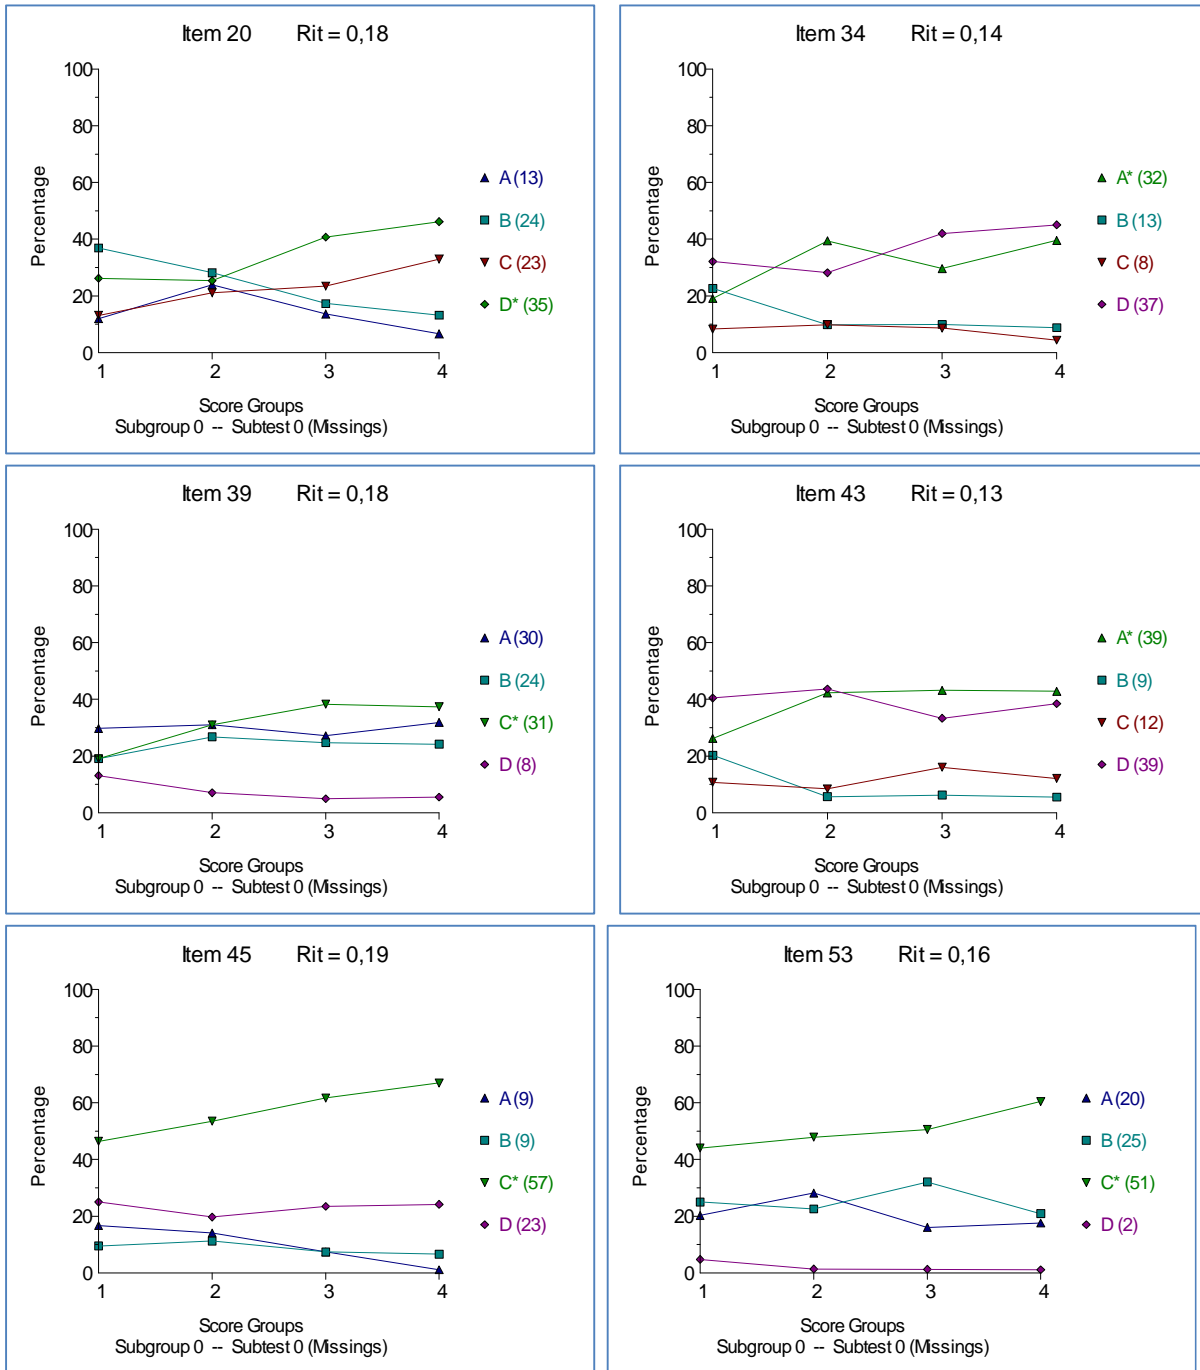 Item 20 Rit = 0,18
100
80
60
40
20
0
Percentage
1 2 3 4
Score Groups
Subgroup 0 -- Subtest 0 (Missings)
A (13)
B (24)
C (23)
D* (35)
Item 34 Rit = 0,14
100
80
60
40
20
0
Percentage
1 2 3 4
Score Groups
Subgroup 0 -- Subtest 0 (Missings)
A* (32)
B (13)
C (8)
D (37)
Item 39 Rit = 0,18
100
80
60
40
20
0
Percentage
1 2 3 4
Score Groups
Subgroup 0 -- Subtest 0 (Missings)
A (30)
B (24)
C* (31)
D (8)
Item 43 Rit = 0,13
100
80
60
40
20
0
Percentage
1 2 3 4
Score Groups
Subgroup 0 -- Subtest 0 (Missings)
A* (39)
B (9)
C (12)
D (39)
Item 45 Rit = 0,19
100
80
60
40
20
0
Percentage
1 2 3 4
Score Groups
Subgroup 0 -- Subtest 0 (Missings)
A (9)
B (9)
C* (57)
D (23)
Item 53 Rit = 0,16
100
80
60
40
20
0
Percentage
1 2 3 4
Score Groups
Subgroup 0 -- Subtest 0 (Missings)
A (20)
B (25)
C* (51)
D (2)